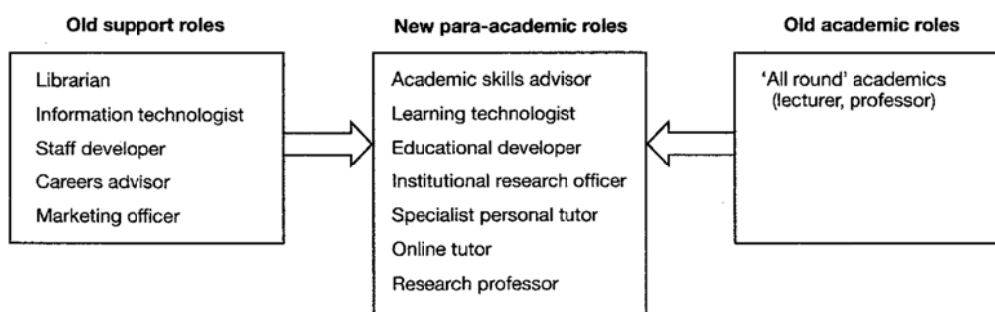 Old support roles
Librarian
Information technologist
Staff developer
Careers advisor
Marketing officer
New para-academic roles
Academic skills advisor
Learning technologist
Educational developer
Institutional research officer
Specialist personal tutor
Online tutor
Research professor
Old academic roles
‘All round’ academics
(lecturer, professor)